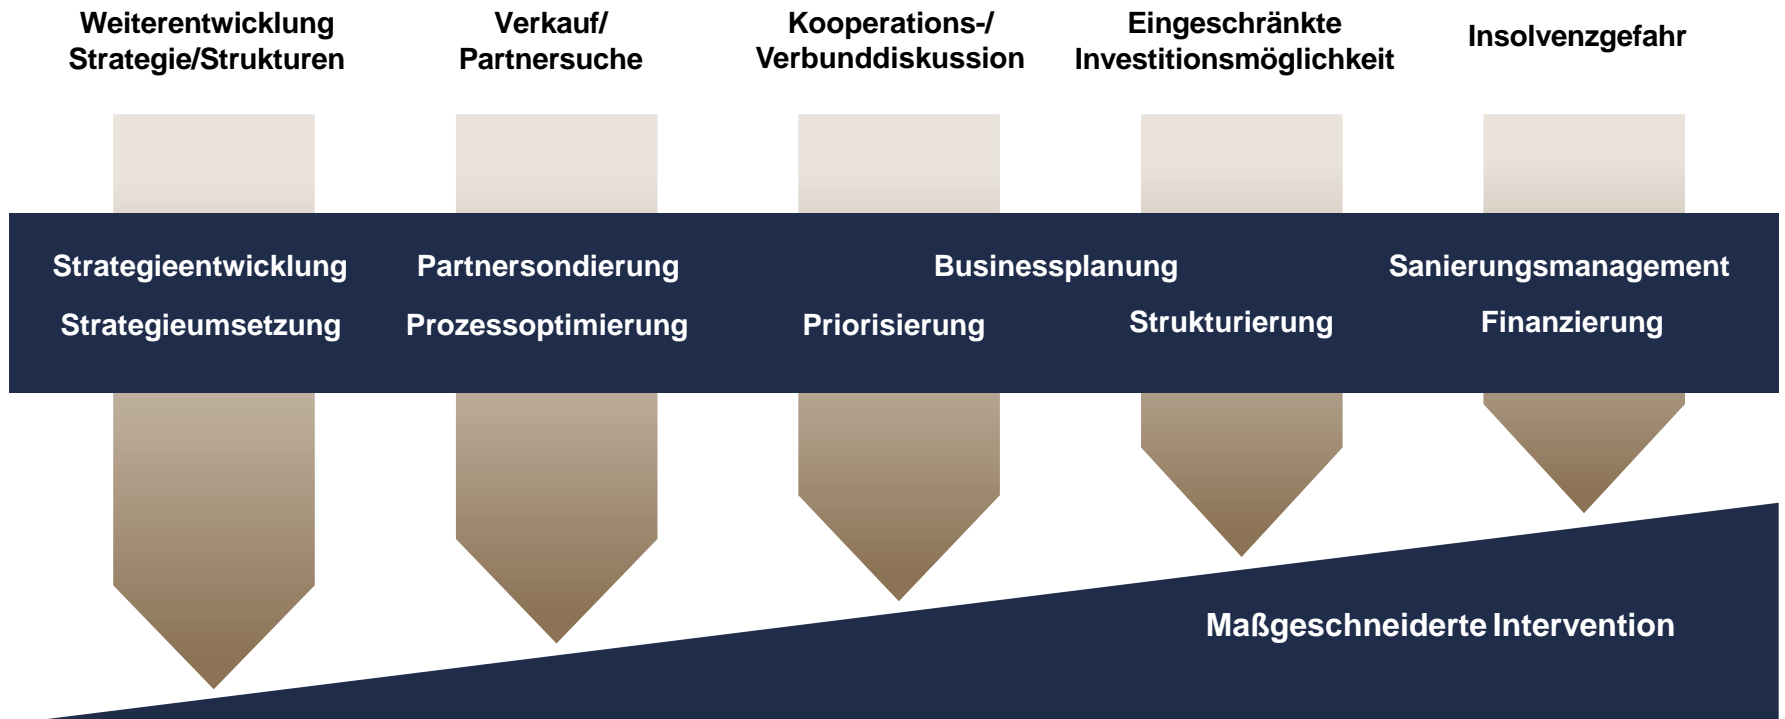 Weiterentwicklung
Strategie/Strukturen
Verkauf/
Partnersuche
Kooperations-/
Verbunddiskussion
Eingeschränkte
Investitionsmöglichkeit
Insolvenzgefahr
Strategieentwicklung
Partnersondierung
Businessplanung
Sanierungsmanagement
Strategieumsetzung
Prozessoptimierung
Priorisierung
Strukturierung
Finanzierung
Maßgeschneiderte Intervention